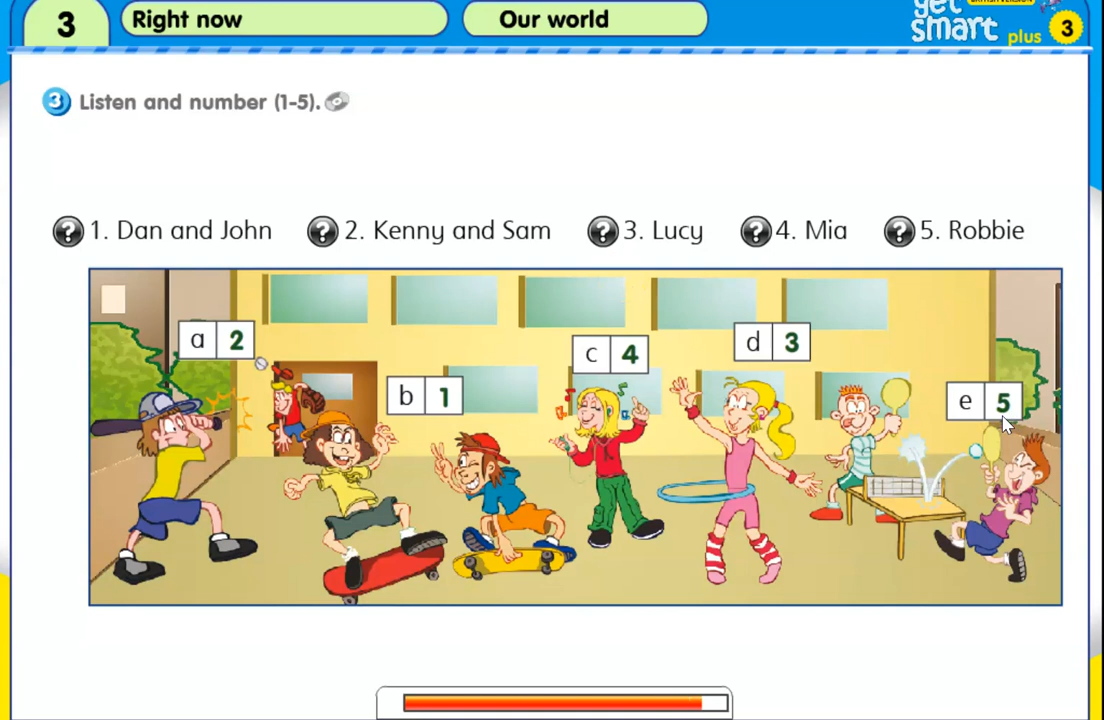 3 Right now Our world
get
smart plus 3
3 Listen and number (1-5).
? 1. Dan and John ? 2. Kenny and Sam ? 3. Lucy ? 4. Mia ? 5. Robbie
a 2
d 3
c 4
b 1
e 5